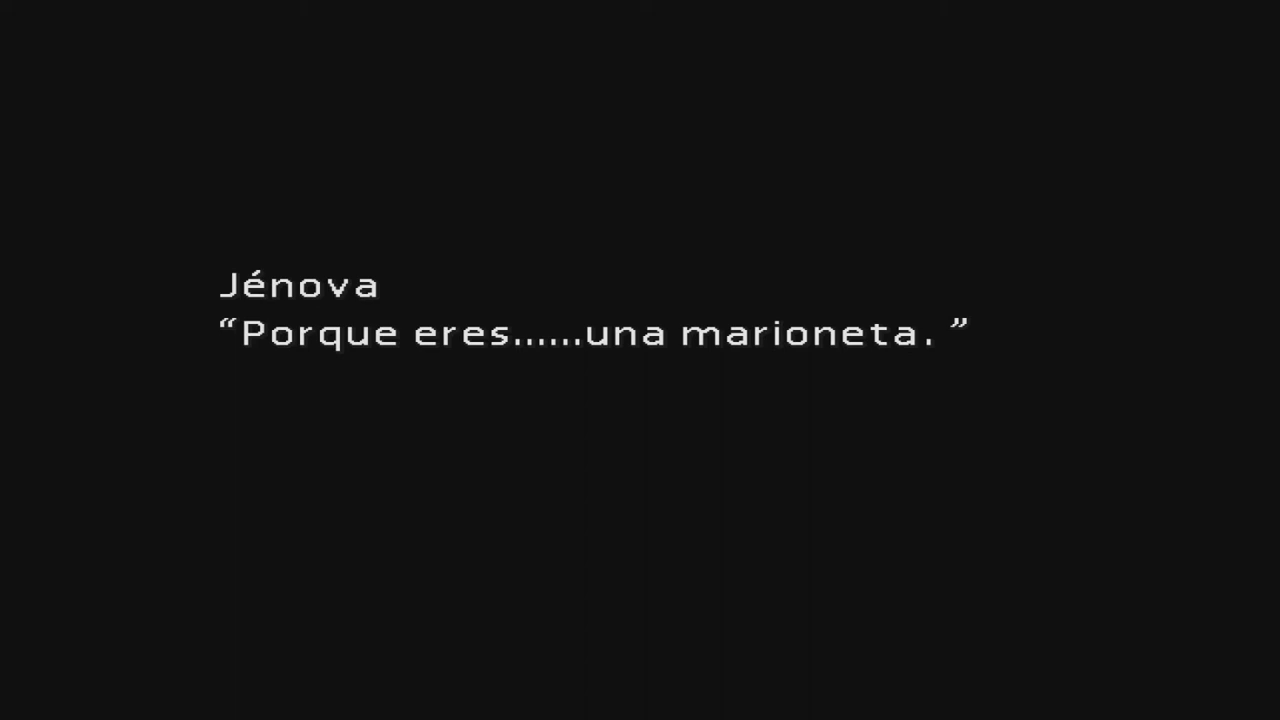 Jénova
“Porque eres......una marioneta. ”